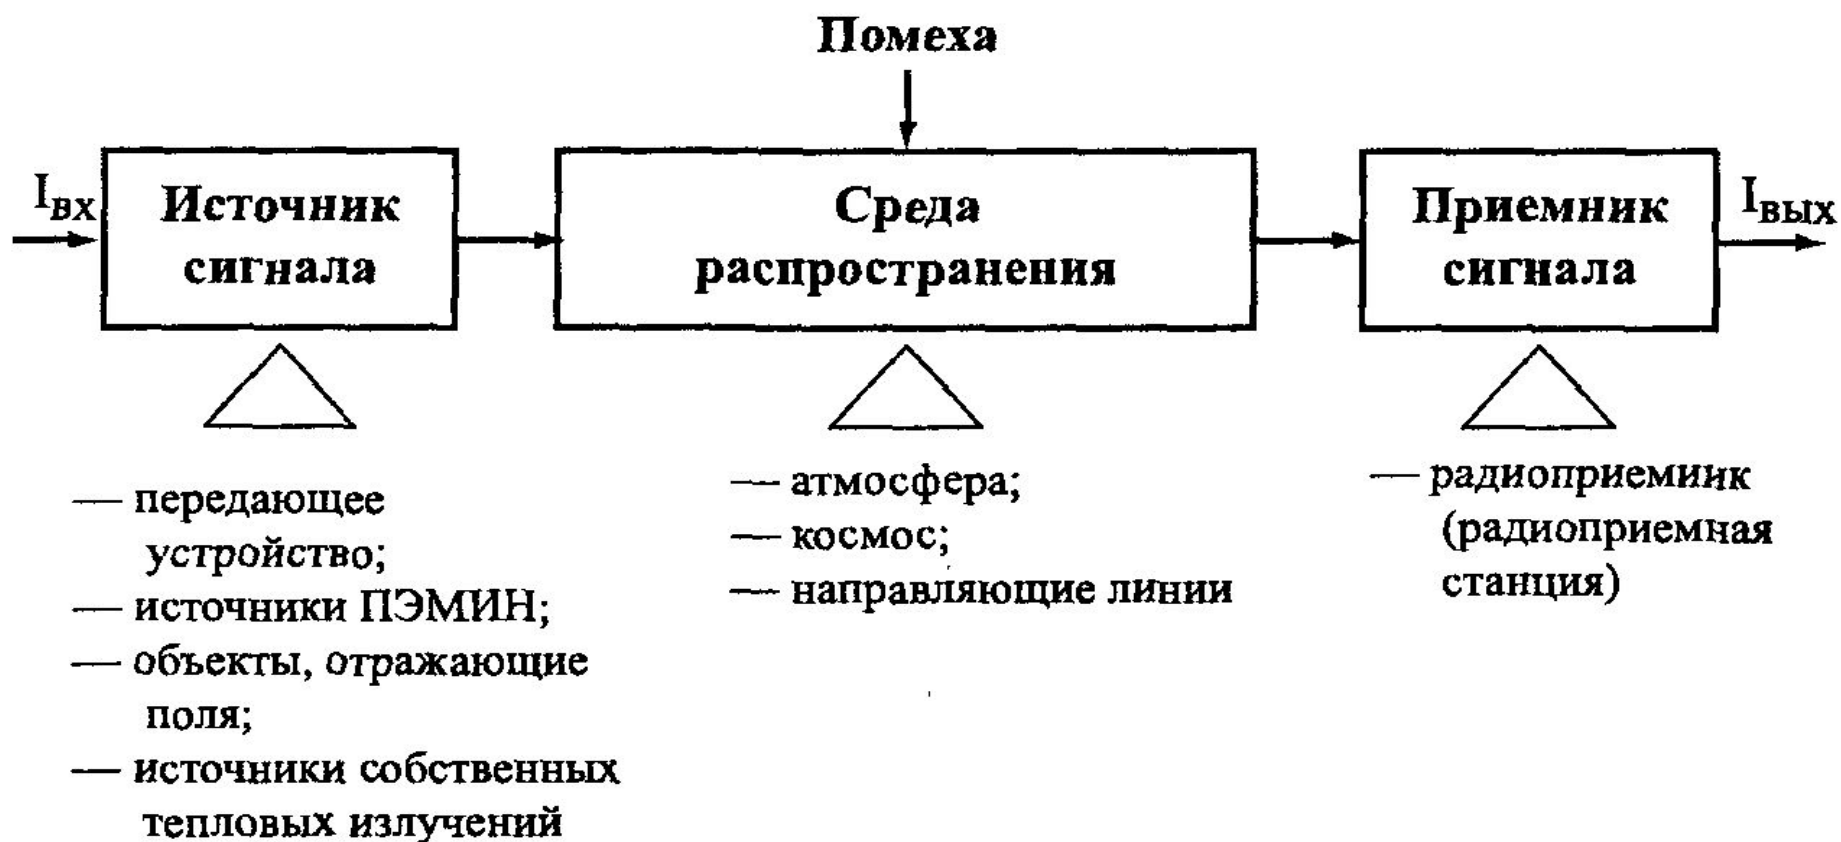 Помеха
Iвх
Источник
сигнала
Среда
распространения
Приемник
сигнала
Iвых
— передающее
устройство;
— источники ПЭМИН;
— объекты, отражающие
поля;
— источники собственных
тепловых излучений
— атмосфера;
— космос;
— направляющие линии
— радиоприемник
(радиоприемная
станция)